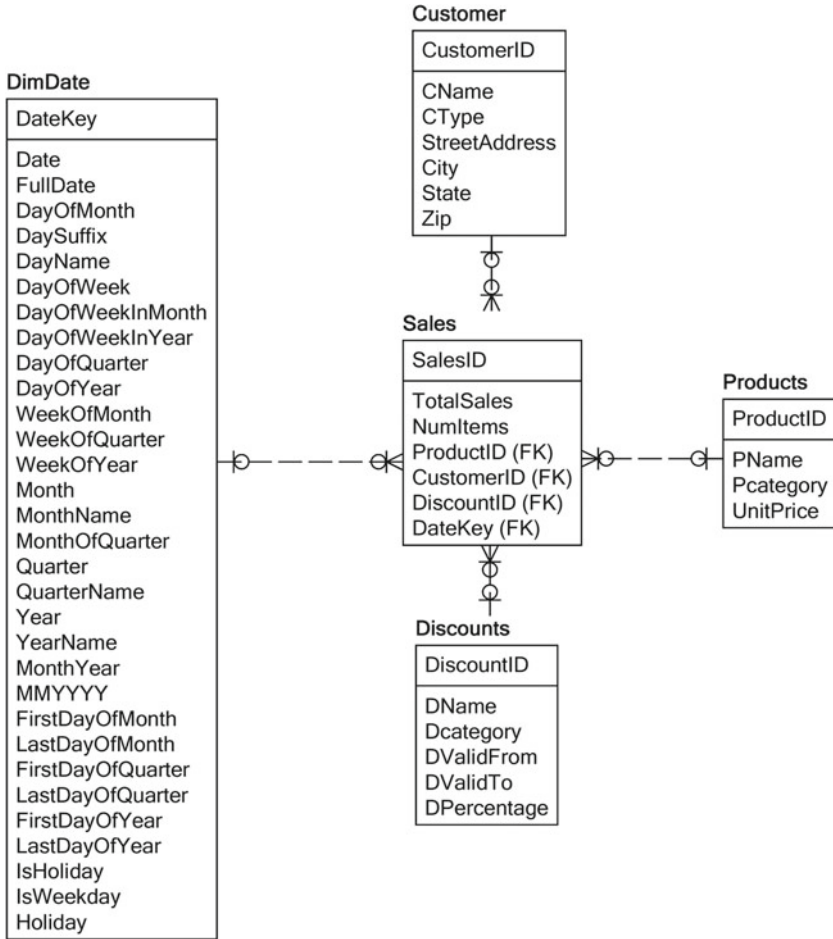 Customer
CustomerID
CName
CType
StreetAddress
City
State
Zip
DimDate
DateKey
Date
FullDate
DayOfMonth
DaySuffix
DayName
DayOfWeek
DayOfWeekInMonth
DayOfWeekInYear
DayOfQuarter
DayOfYear
WeekOfMonth
WeekOfQuarter
WeekOfYear
Month
MonthName
MonthOfQuarter
Quarter
QuarterName
Year
YearName
MonthYear
MMYYYY
FirstDayOfMonth
LastDayOfMonth
FirstDayOfQuarter
LastDayOfQuarter
FirstDayOfYear
LastDayOfYear
IsHoliday
IsWeekday
Holiday
Sales
SalesID
TotalSales
NumItems
ProductID (FK)
CustomerID (FK)
DiscountID (FK)
DateKey (FK)
Products
ProductID
PName
Pcategory
UnitPrice
Discounts
DiscountID
DName
Dcategory
DValidFrom
DValidTo
DPercentage